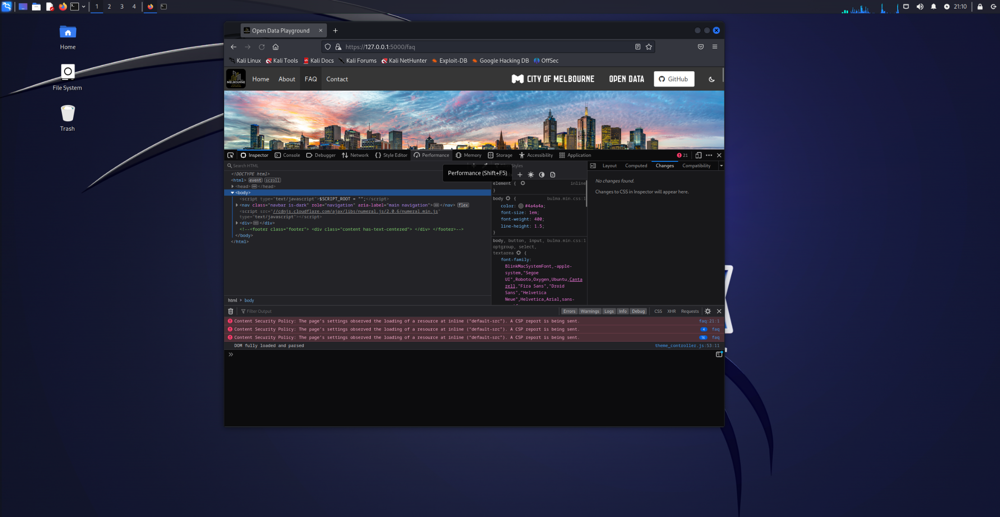 1 2 3 4
21:10
Home
File System
Trash
Open Data Playground
https://127.0.0.1:5000/faq
Kali Linux Kali Tools Kali Docs Kali Forums Kali NetHunter Exploit-DB Google Hacking DB OffSec
MELBOURNE
Home About FAQ Contact CITY OF MELBOURNE OPEN DATA GitHub
Inspector Console Debugger Network Style Editor Performance Memory Storage Accessibility Application 21
Search HTML
Styles
Layout Computed Changes Compatibility
Performance (Shift+F5)
<!DOCTYPE html>
<html> event scroll
<head> </head>
<body>
<script type="text/javascript">$SCRIPT_ROOT = "";</script>
<nav class="navbar is-dark" role="navigation" aria-label="main navigation"> </nav> flex
<script src="//cdnjs.cloudflare.com/ajax/libs/numeral.js/2.0.6/numeral.min.js"
type="text/javascript"></script>
<div> </div>
<!--<footer class="footer"> <div class="content has-text-centered"> </div> </footer>-->
</body>
</html>
html > body
element { inline
}
body { bulma.min.css:1
color: #4a4a4a;
font-size: 1em;
font-weight: 400;
line-height: 1.5;
}
body, button, input, bulma.min.css:1
optgroup, select,
textarea {
font-family:
BlinkMacSystemFont,-apple-
system,"Segoe
UI",Roboto,Oxygen,Ubuntu,Canta
rell,"Fira Sans","Droid
Sans","Helvetica
Neue",Helvetica,Arial,sans-
No changes found.
Changes to CSS in Inspector will appear here.
Filter Output
Errors Warnings Logs Info Debug CSS XHR Requests
Content Security Policy: The page's settings observed the loading of a resource at inline ("default-src"). A CSP report is being sent. faq:21:1
Content Security Policy: The page's settings observed the loading of a resource at inline ("default-src"). A CSP report is being sent. 4 faq
Content Security Policy: The page's settings observed the loading of a resource at inline ("default-src"). A CSP report is being sent. 16 faq
DOM fully loaded and parsed theme_controller.js:53:11